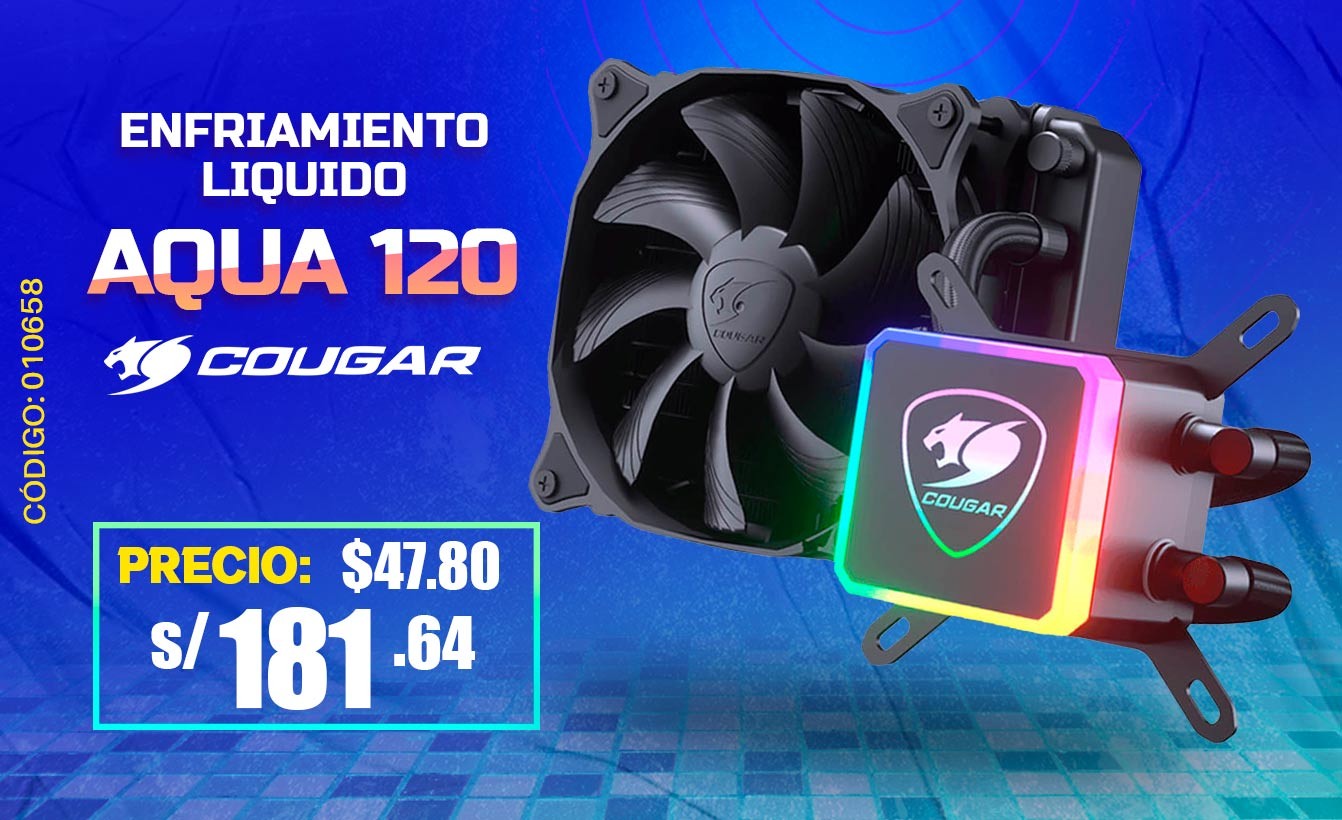 ENFRIAMIENTO
LIQUIDO
AQUA 120
COUGAR
CÓDIGO: 010658
PRECIO: $47.80
s/181.64
COUGAR
COUGAR